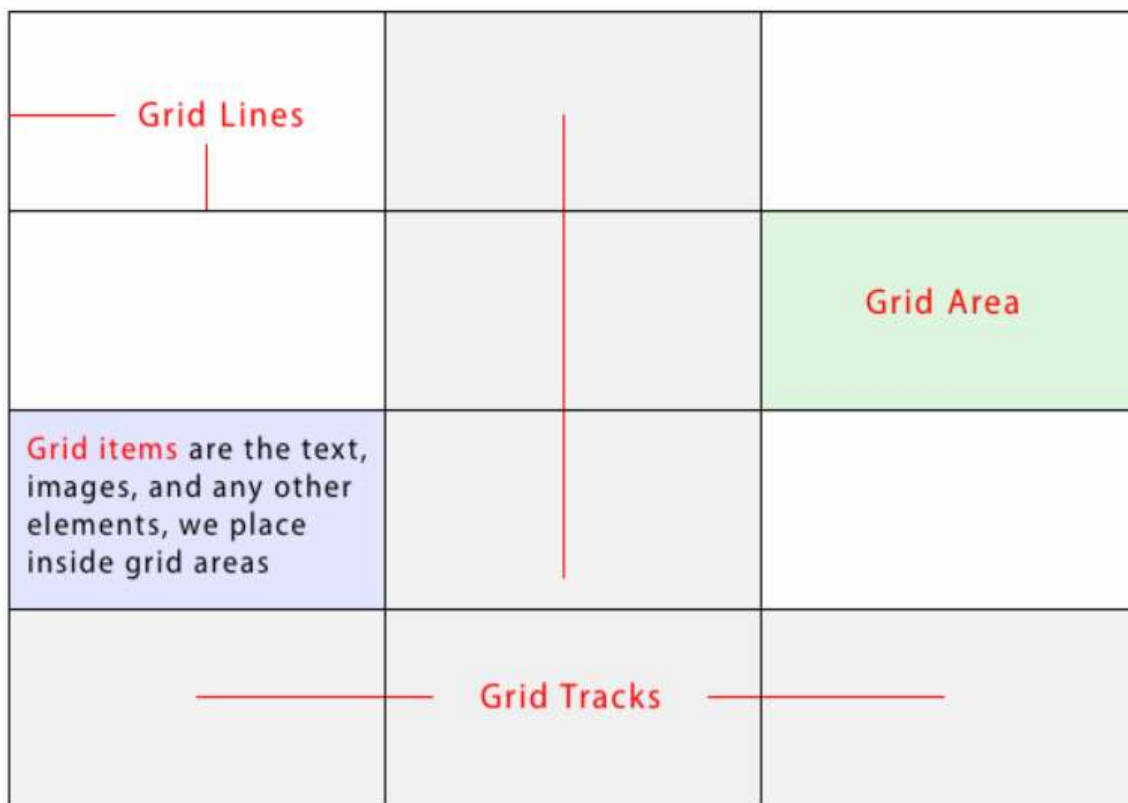 Grid Lines
Grid Area
Grid items are the text,
images, and any other
elements, we place
inside grid areas
Grid Tracks